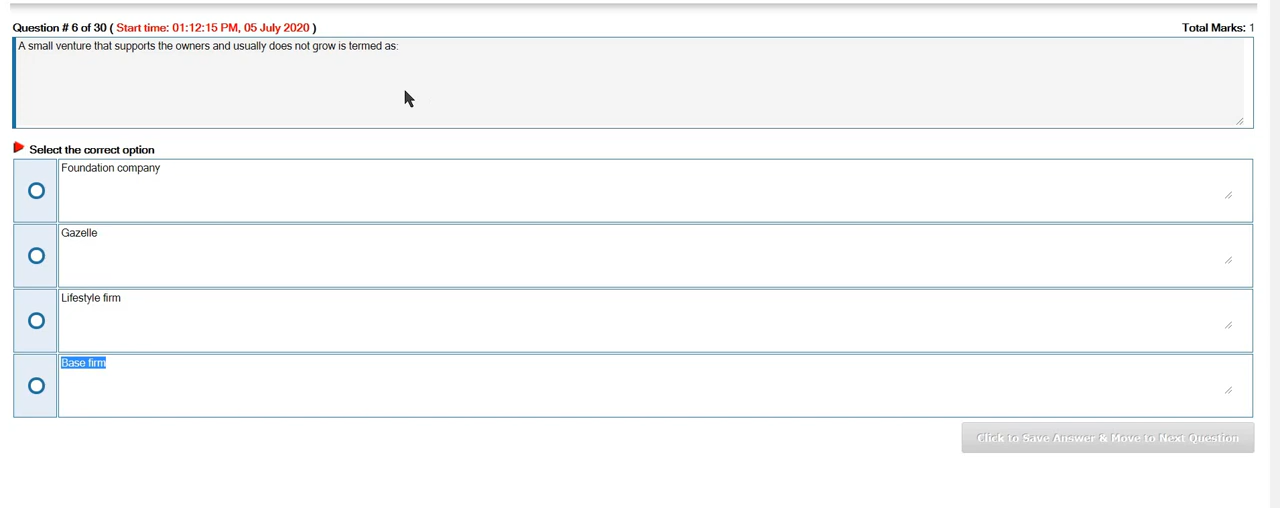 Question # 6 of 30 ( Start time: 01:12:15 PM, 05 July 2020 )
Total Marks: 1
A small venture that supports the owners and usually does not grow is termed as:
Select the correct option
Foundation company
Gazelle
Lifestyle firm
Base firm
Click to Save Answer & Move to Next Question